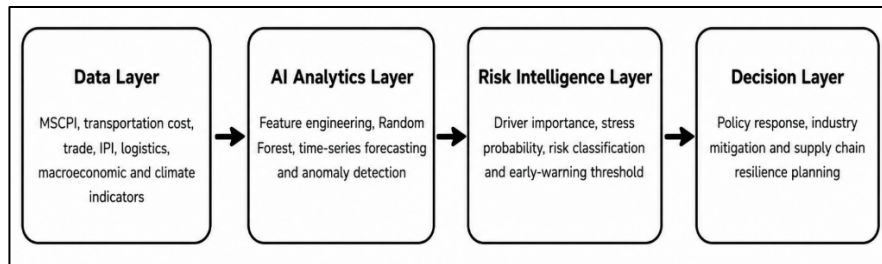 Data Layer
MSCPI, transportation cost,
trade, IPI, logistics,
macroeconomic and climate
indicators
AI Analytics Layer
Feature engineering, Random
Forest, time-series forecasting
and anomaly detection
Risk Intelligence Layer
Driver importance, stress
probability, risk classification
and early-warning threshold
Decision Layer
Policy response, industry
mitigation and supply chain
resilience planning